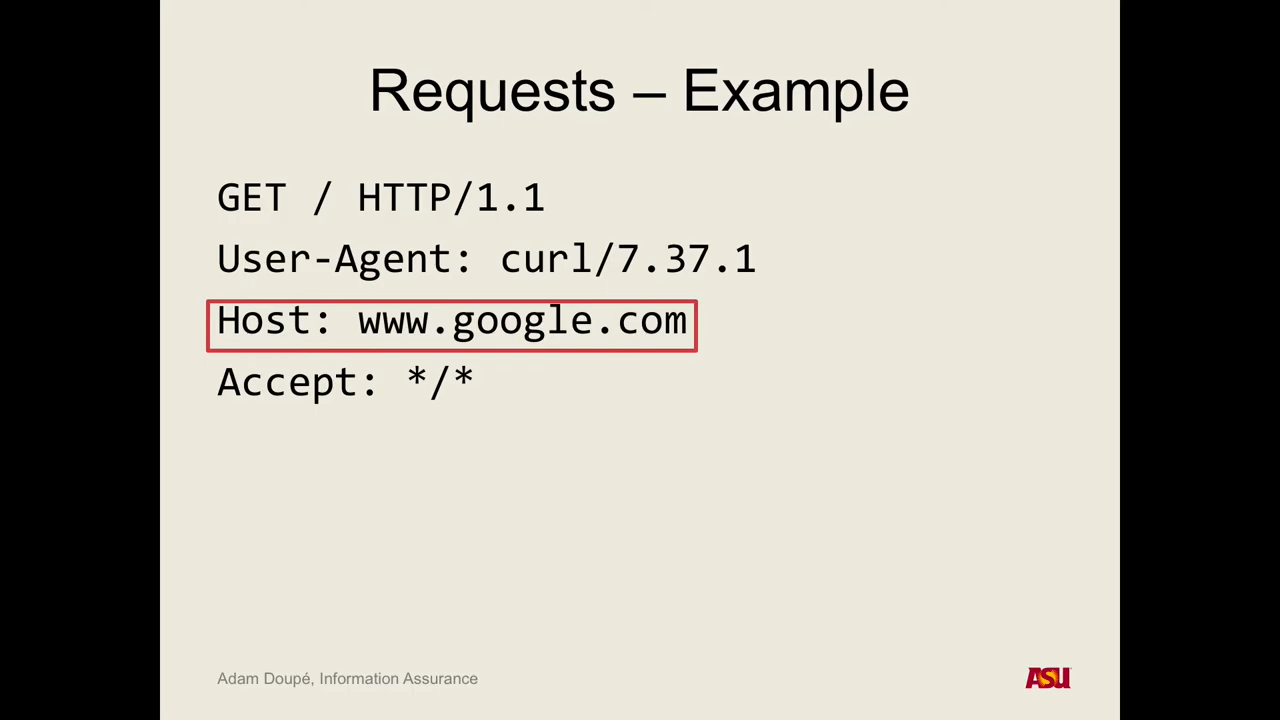 Requests – Example
GET / HTTP/1.1
User-Agent: curl/7.37.1
Host: www.google.com
Accept: */*
Adam Doupé, Information Assurance
ASU